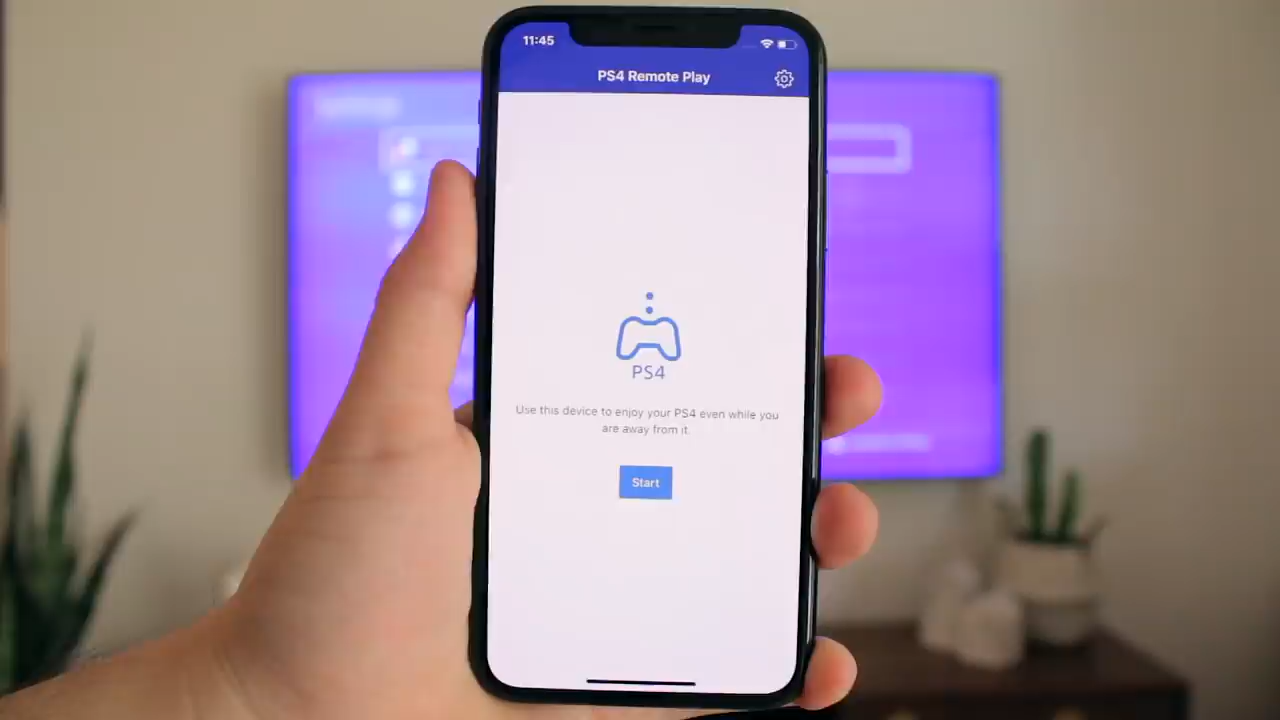 11:45
PS4 Remote Play
PS4
Use this device to enjoy your PS4 even while you
are away from it.
Start